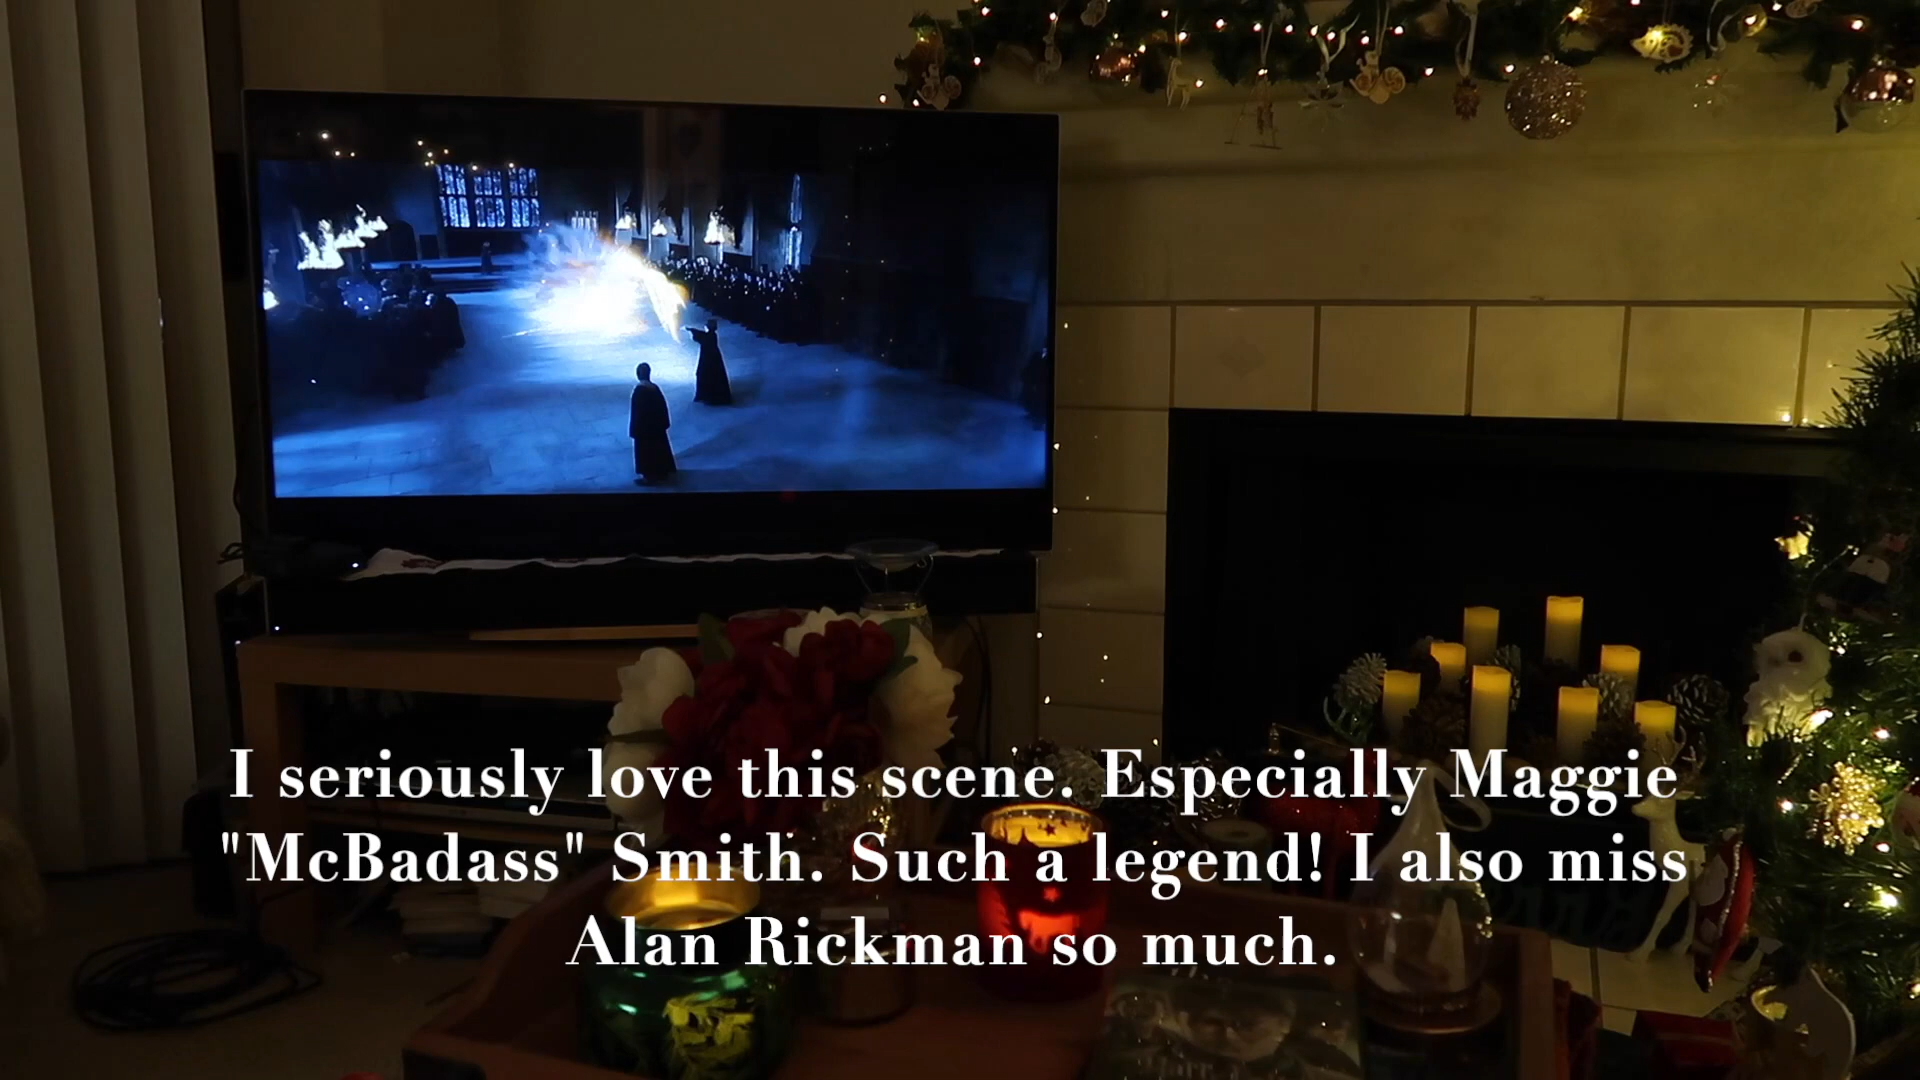 I seriously love this scene. Especially Maggie
"McBadass" Smith. Such a legend! I also miss
Alan Rickman so much.